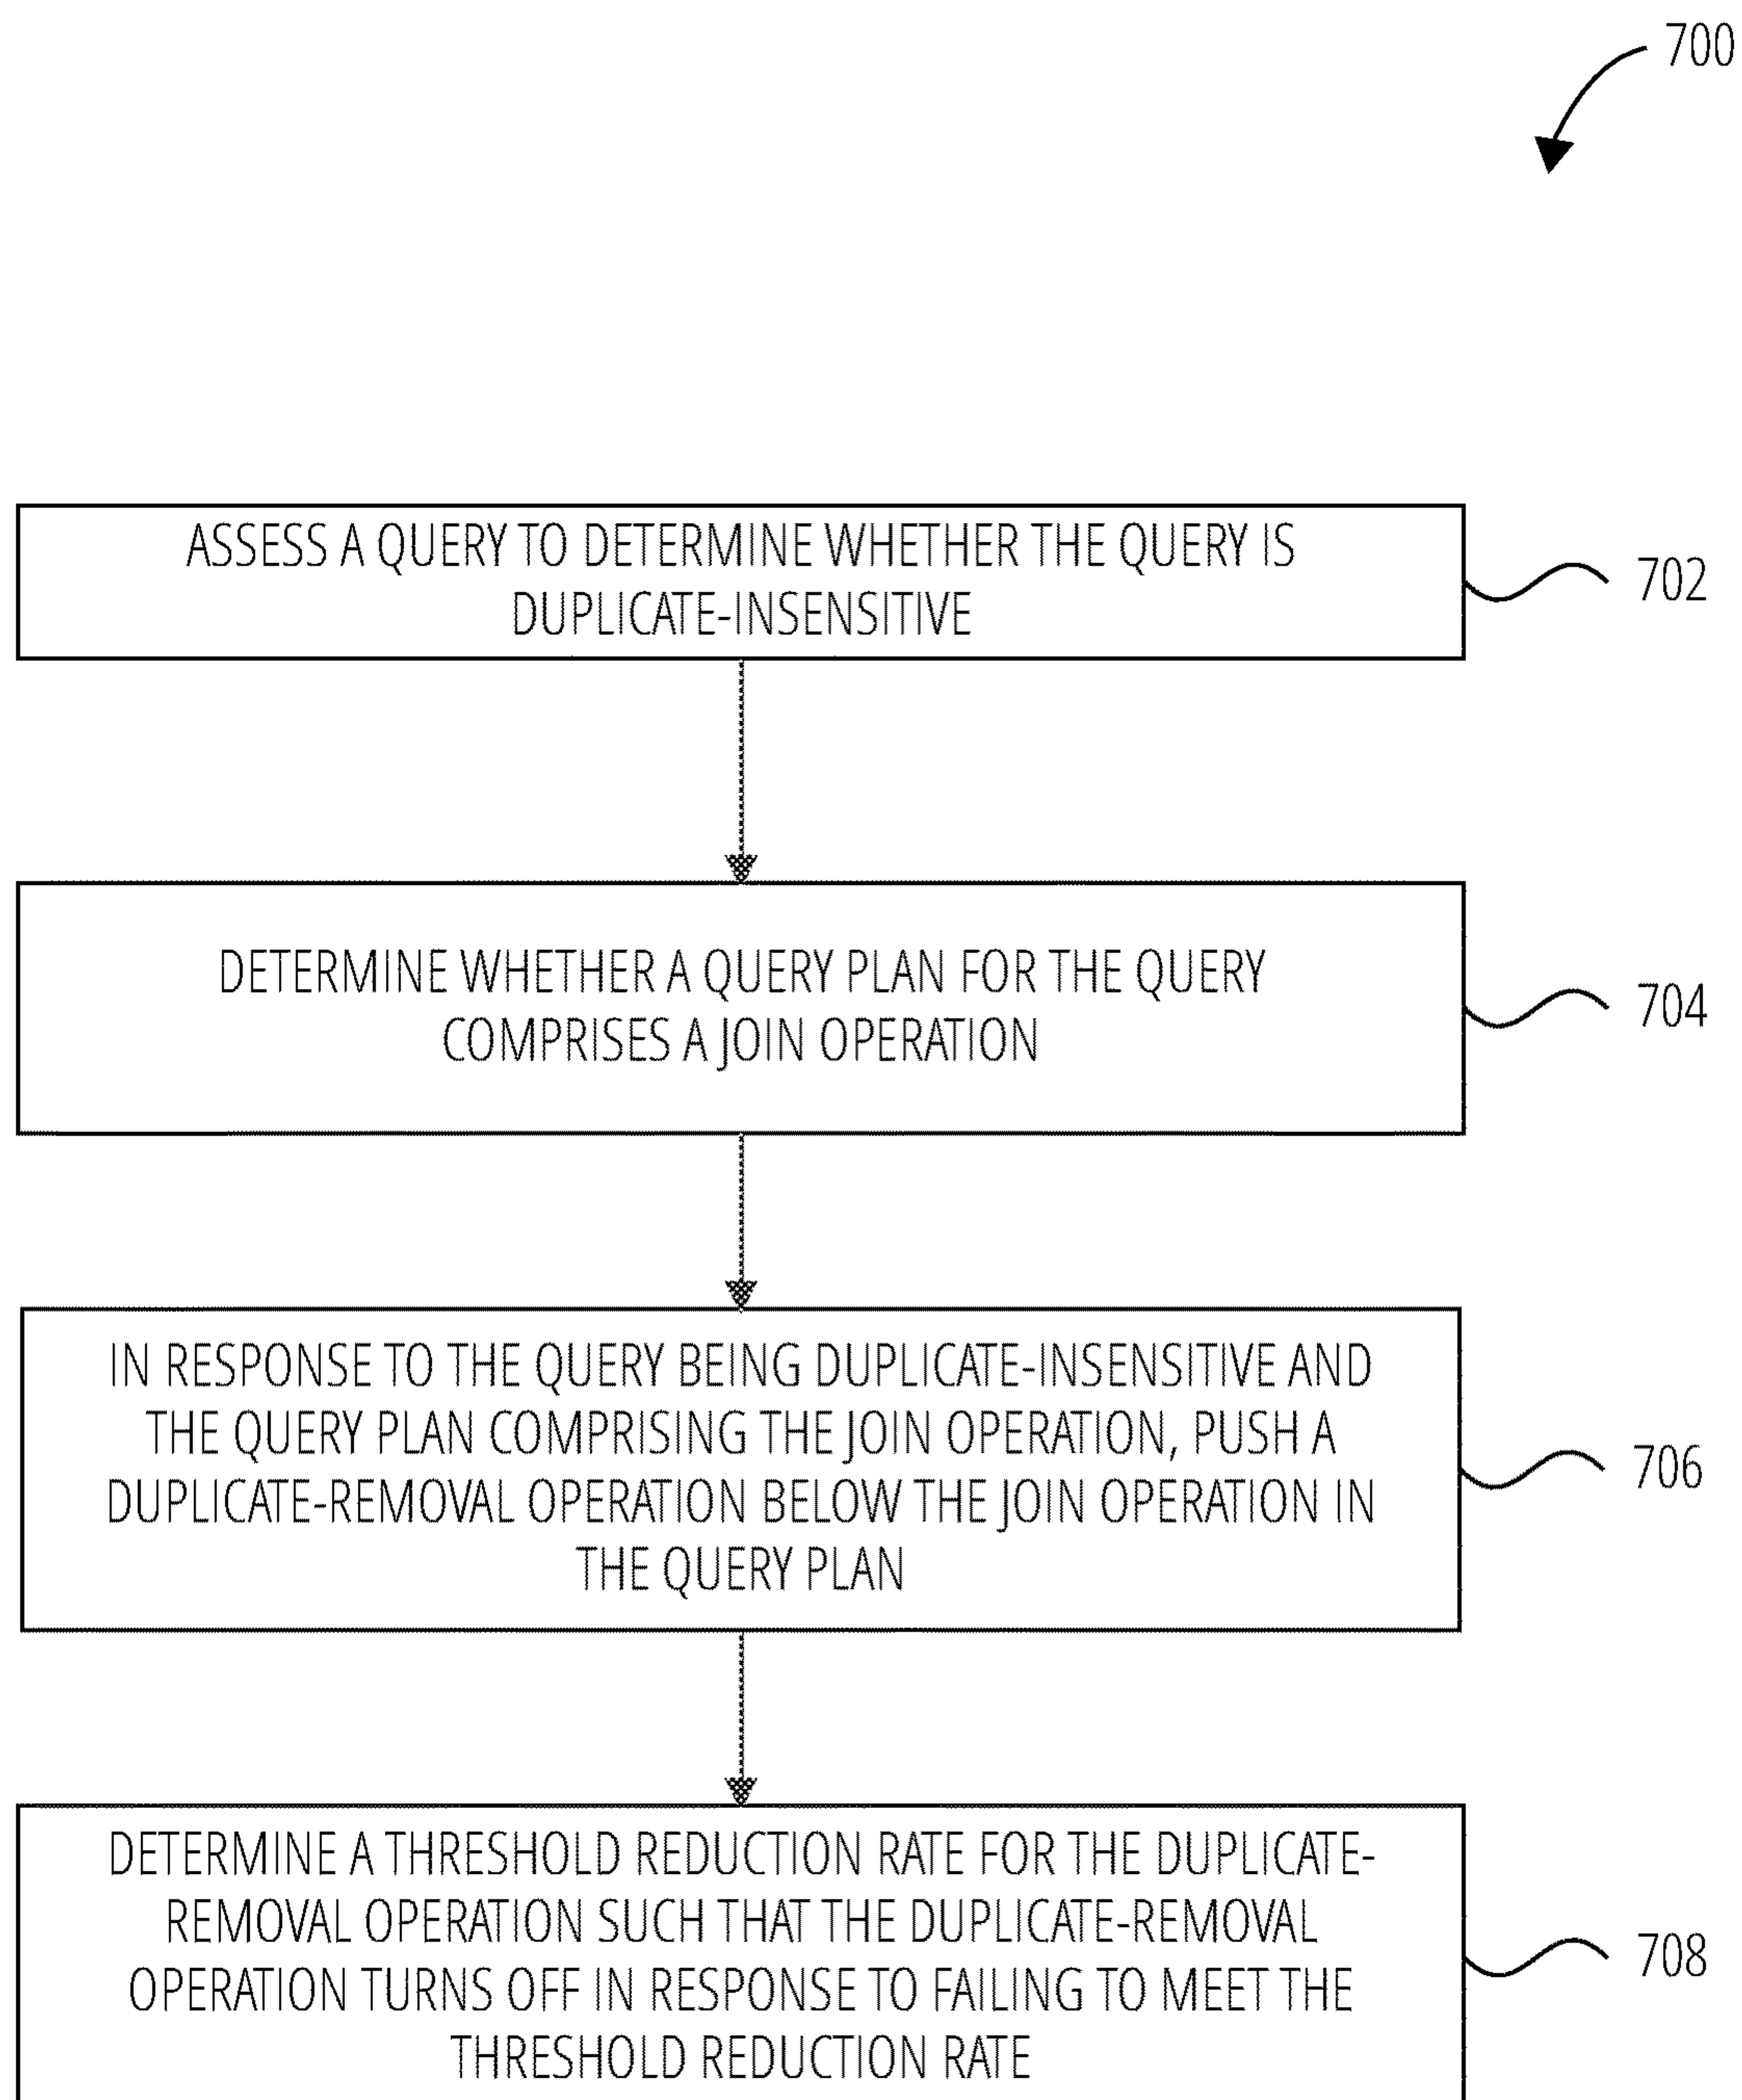 700
ASSESS A QUERY TO DETERMINE WHETHER THE QUERY IS
DUPLICATE-INSENSITIVE
702
DETERMINE WHETHER A QUERY PLAN FOR THE QUERY
COMPRISES A JOIN OPERATION
704
IN RESPONSE TO THE QUERY BEING DUPLICATE-INSENSITIVE AND
THE QUERY PLAN COMPRISING THE JOIN OPERATION, PUSH A
DUPLICATE-REMOVAL OPERATION BELOW THE JOIN OPERATION IN
THE QUERY PLAN
706
DETERMINE A THRESHOLD REDUCTION RATE FOR THE DUPLICATE-
REMOVAL OPERATION SUCH THAT THE DUPLICATE-REMOVAL
OPERATION TURNS OFF IN RESPONSE TO FAILING TO MEET THE
THRESHOLD REDUCTION RATE
708